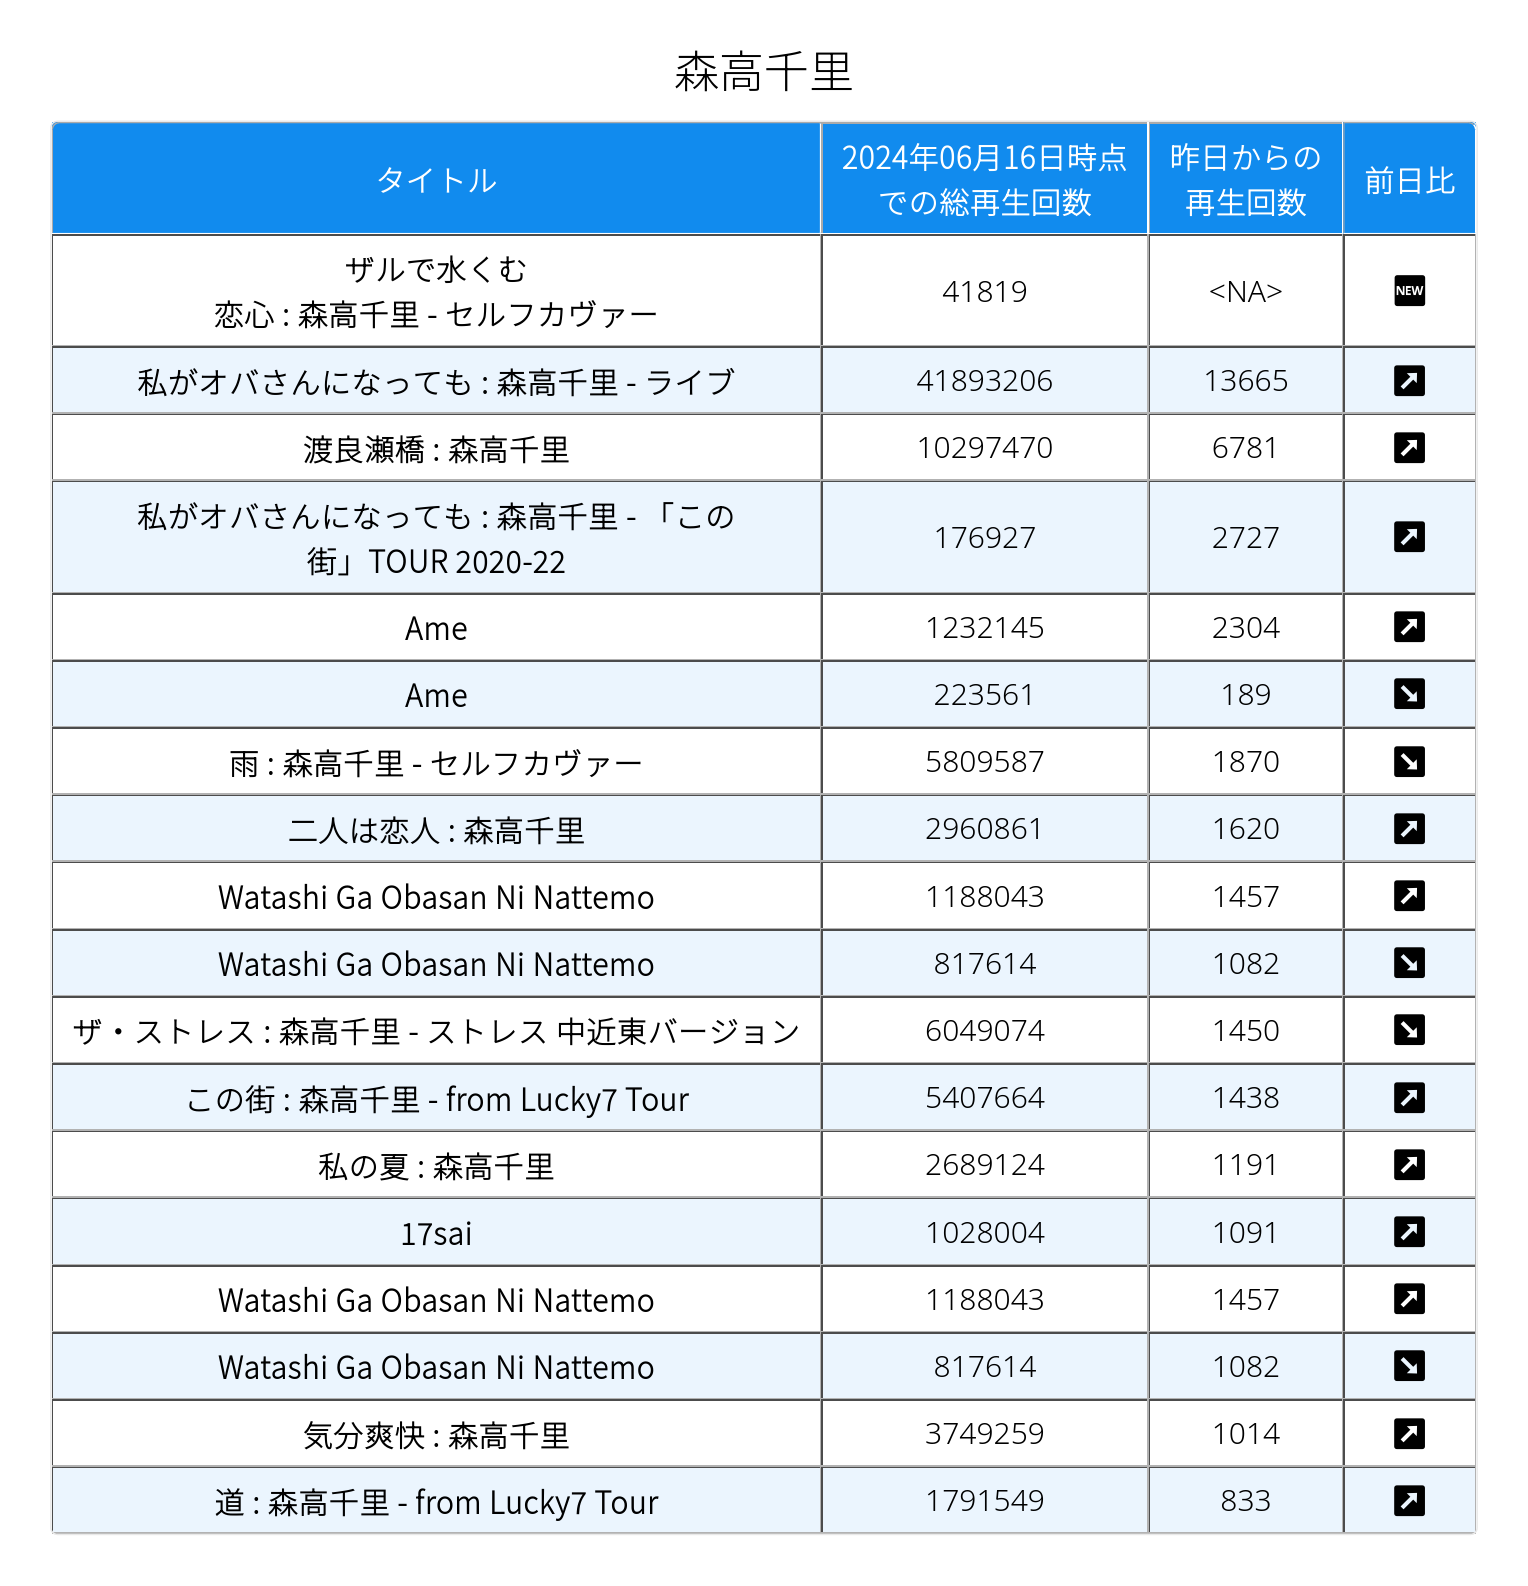 森高千里
タイトル 2024年06月16日時点 昨日からの 前日比
での総再生回数 再生回数
ザルで水くむ
恋心 : 森高千里 - セルフカヴァー 41819 <NA> NEW
私がオバさんになっても : 森高千里 - ライブ 41893206 13665
渡良瀬橋 : 森高千里 10297470 6781
私がオバさんになっても : 森高千里 - 「この
街」TOUR 2020-22 176927 2727
Ame 1232145 2304
Ame 223561 189
雨 : 森高千里 - セルフカヴァー 5809587 1870
二人は恋人 : 森高千里 2960861 1620
Watashi Ga Obasan Ni Nattemo 1188043 1457
Watashi Ga Obasan Ni Nattemo 817614 1082
ザ・ストレス : 森高千里 - ストレス 中近東バージョン 6049074 1450
この街 : 森高千里 - from Lucky7 Tour 5407664 1438
私の夏 : 森高千里 2689124 1191
17sai 1028004 1091
Watashi Ga Obasan Ni Nattemo 1188043 1457
Watashi Ga Obasan Ni Nattemo 817614 1082
気分爽快 : 森高千里 3749259 1014
道 : 森高千里 - from Lucky7 Tour 1791549 833